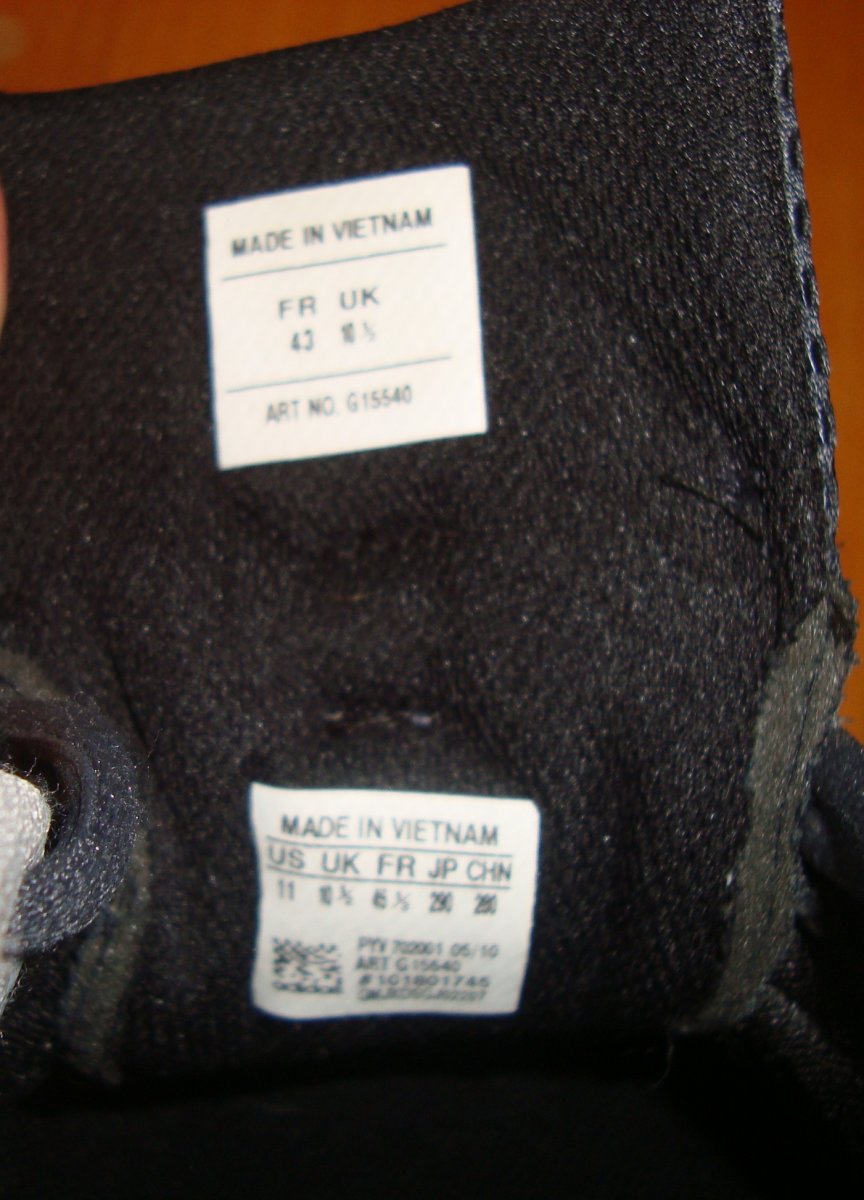 MADE IN VIETNAM
FR UK
43 10 ½
ART NO. G15540
MADE IN VIETNAM
US UK FR JP CHN
11 10 ½ 45 ⅓ 290 280
PYV 702001 05/10
ART G15540
#101801745